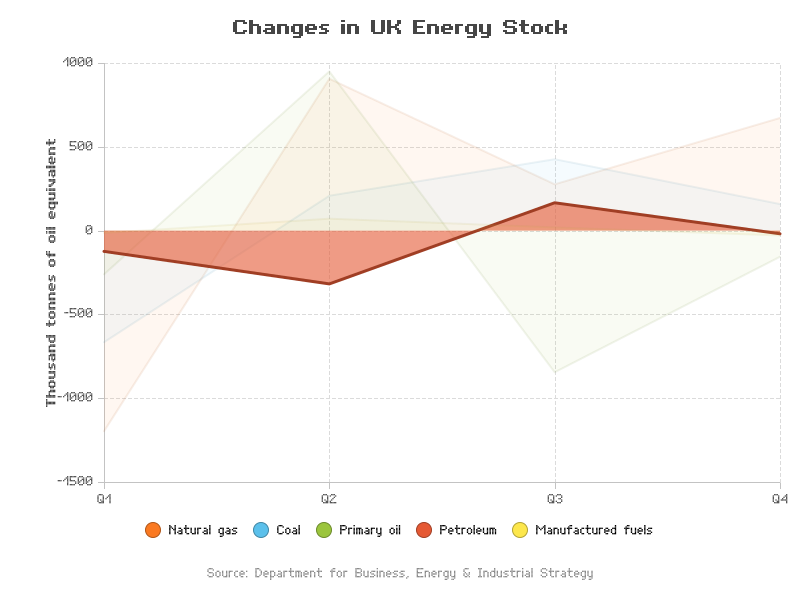 Changes in UK Energy Stock
Thousand tonnes of oil equivalent
1000
500
0
-500
-1000
-1500
Q1 Q2 Q3 Q4
Natural gas Coal Primary oil Petroleum Manufactured fuels
Source: Department for Business, Energy & Industrial Strategy